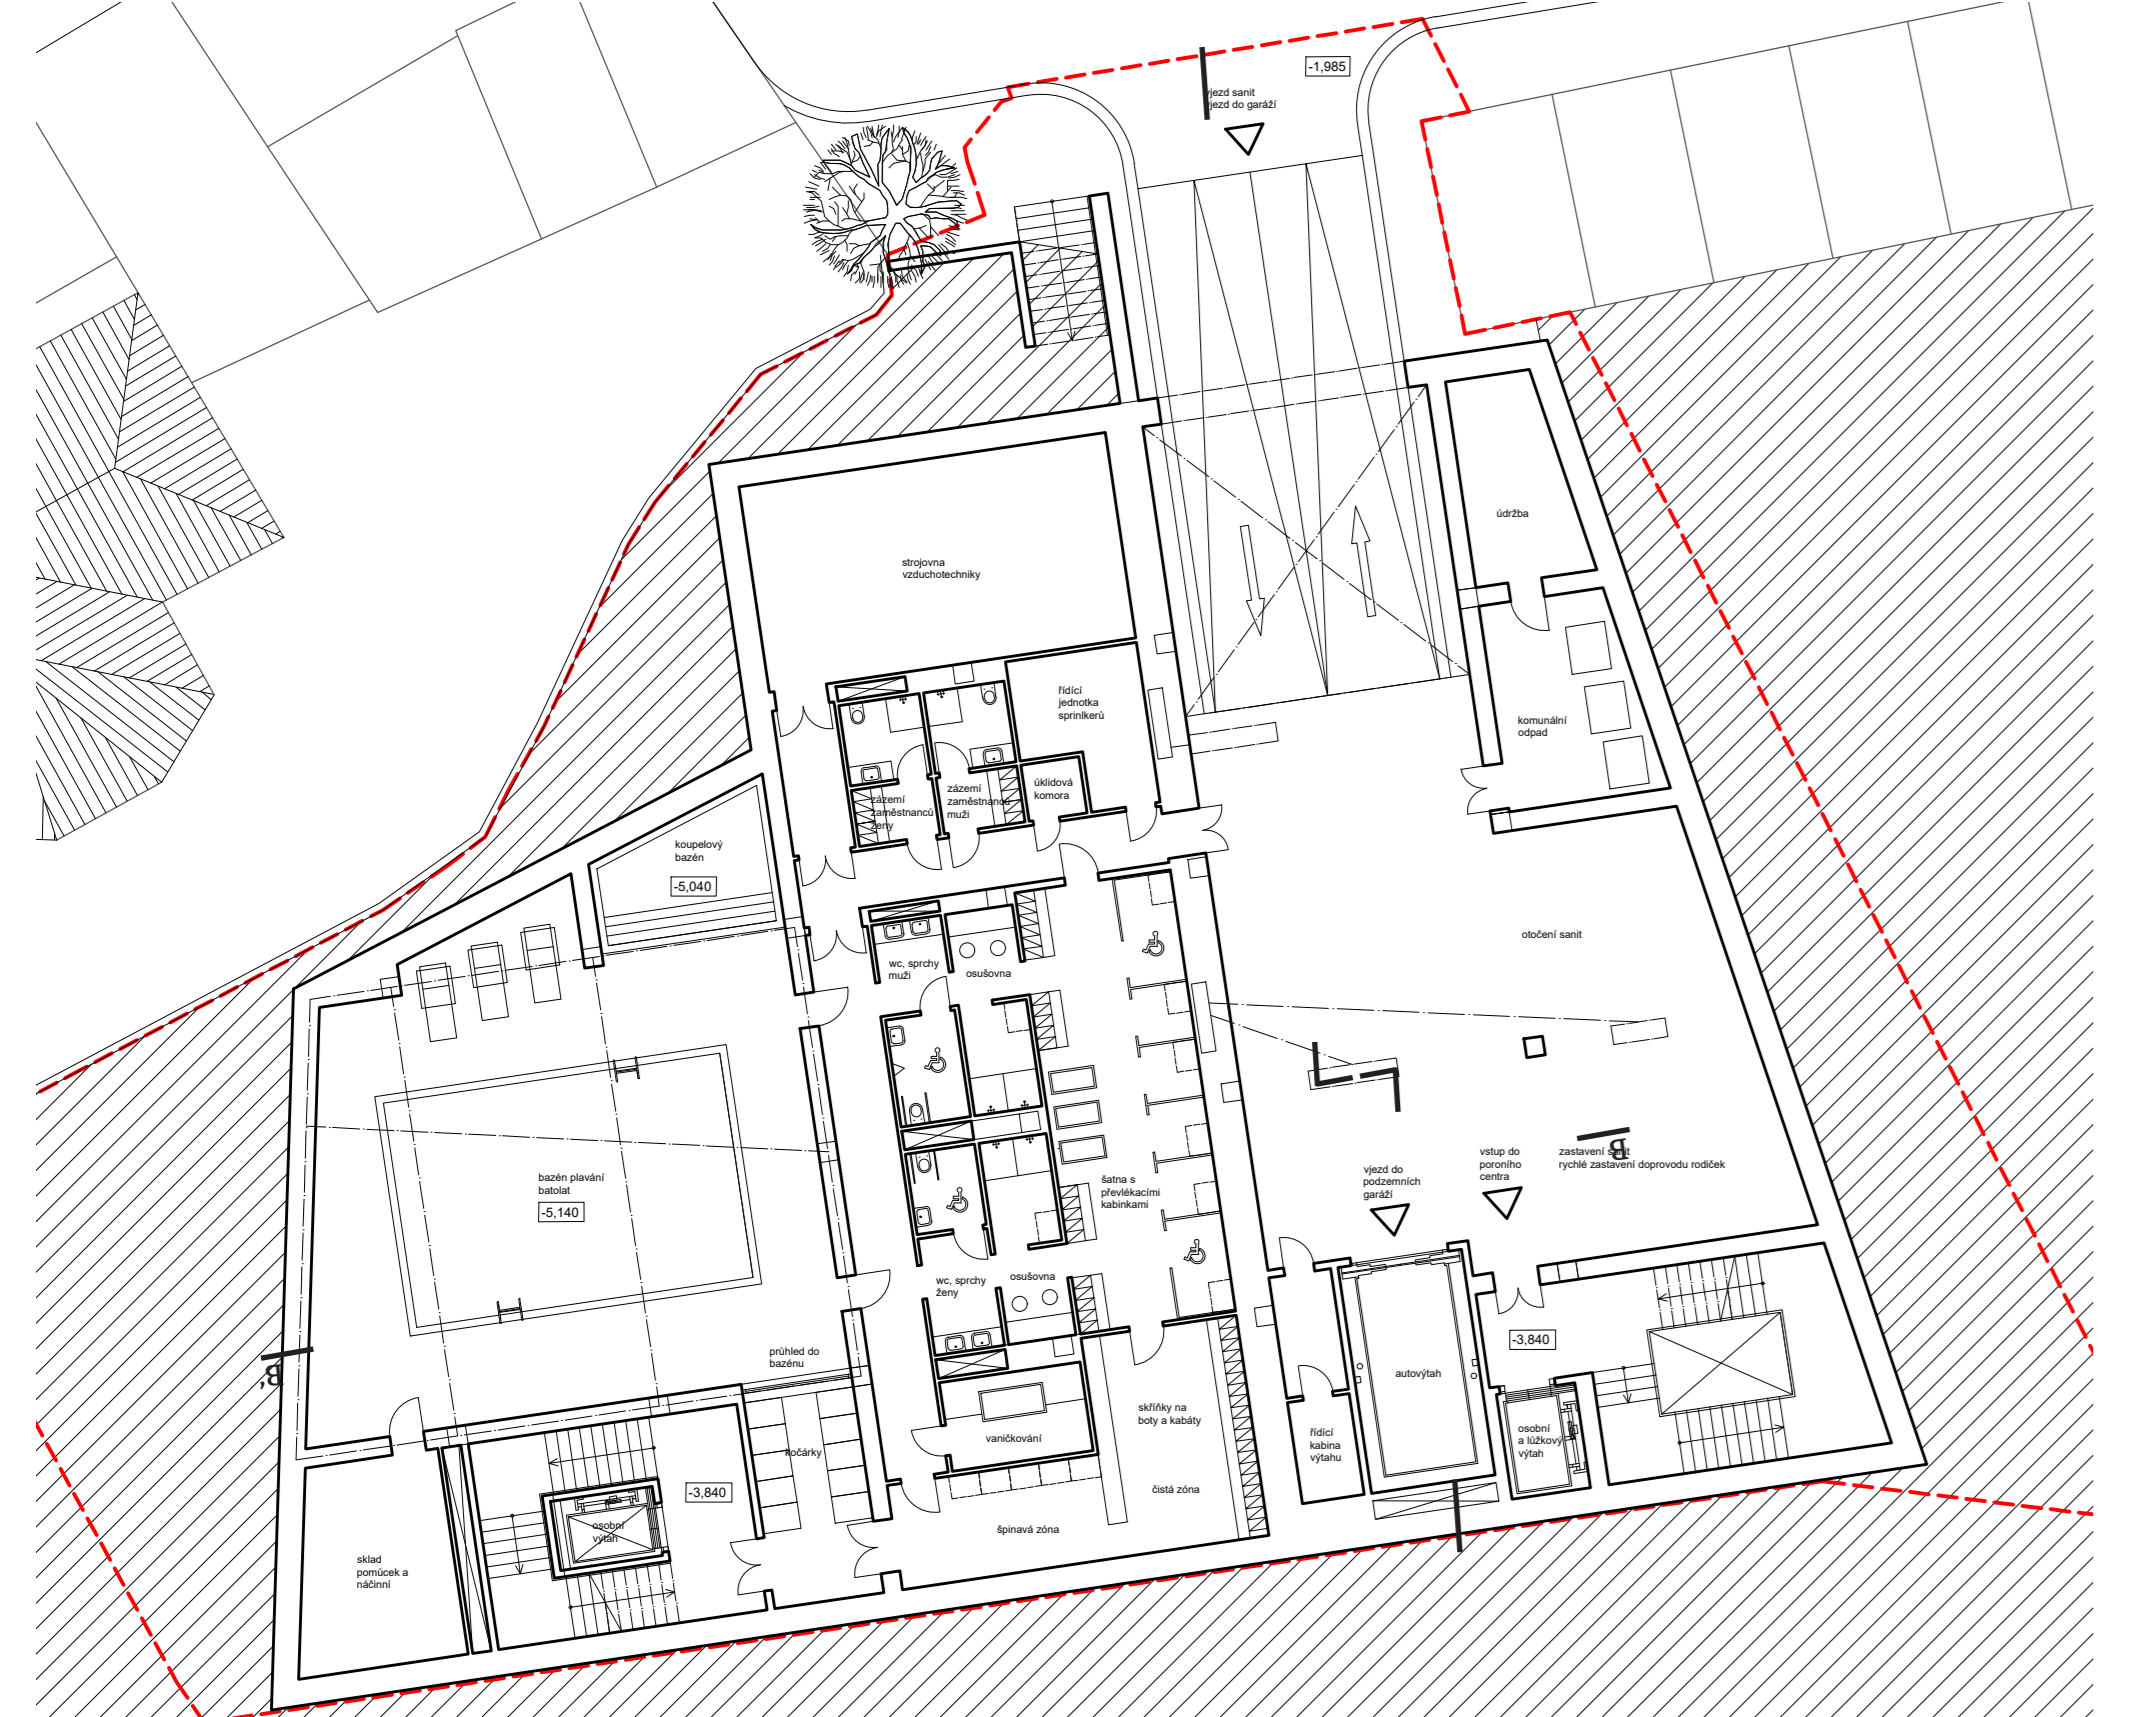 -1,985
vjezd sanit
vjezd do garáží
údržba
strojovna
vzduchotechniky
řídící
jednotka
sprinlkerů
komunální
odpad
úklidová
komora
zázemí
zaměstnanců
muži
zázemí
zaměstnanců
ženy
koupelový
bazén
-5,040
otočení sanit
wc, sprchy
muži
osušovna
bazén plavání
batolat
-5,140
šatna s
převlékacími
kabinkami
vjezd do
podzemních
garáží
vstup do
poroního
centra
zastavení sanit
rychlé zastavení doprovodu rodiček
B
wc, sprchy
ženy
osušovna
-3,840
průhled do
bazénu
B'
autovýtah
skříňky na
boty a kabáty
osobní
a lůžkový
výtah
řídící
kabina
výtahu
vaničkování
kočárky
-3,840
čistá zóna
osobní
výtah
špinavá zóna
sklad
pomůcek a
náčinní